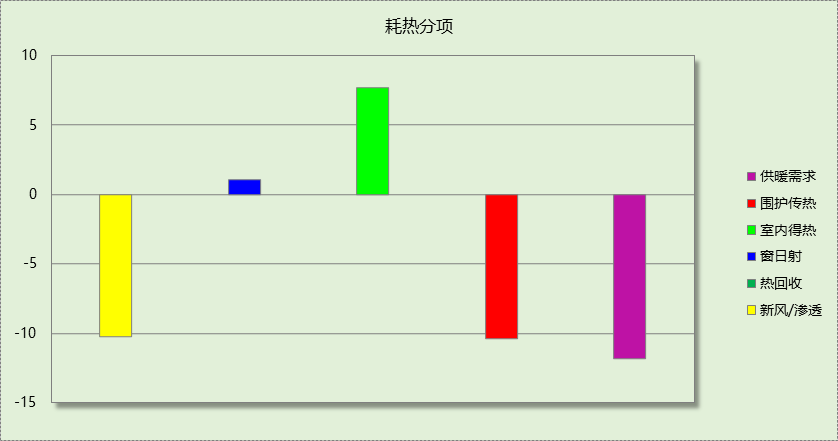 耗热分项
10
5
0
-5
-10
-15
供暖需求
围护传热
室内得热
窗日射
热回收
新风/渗透